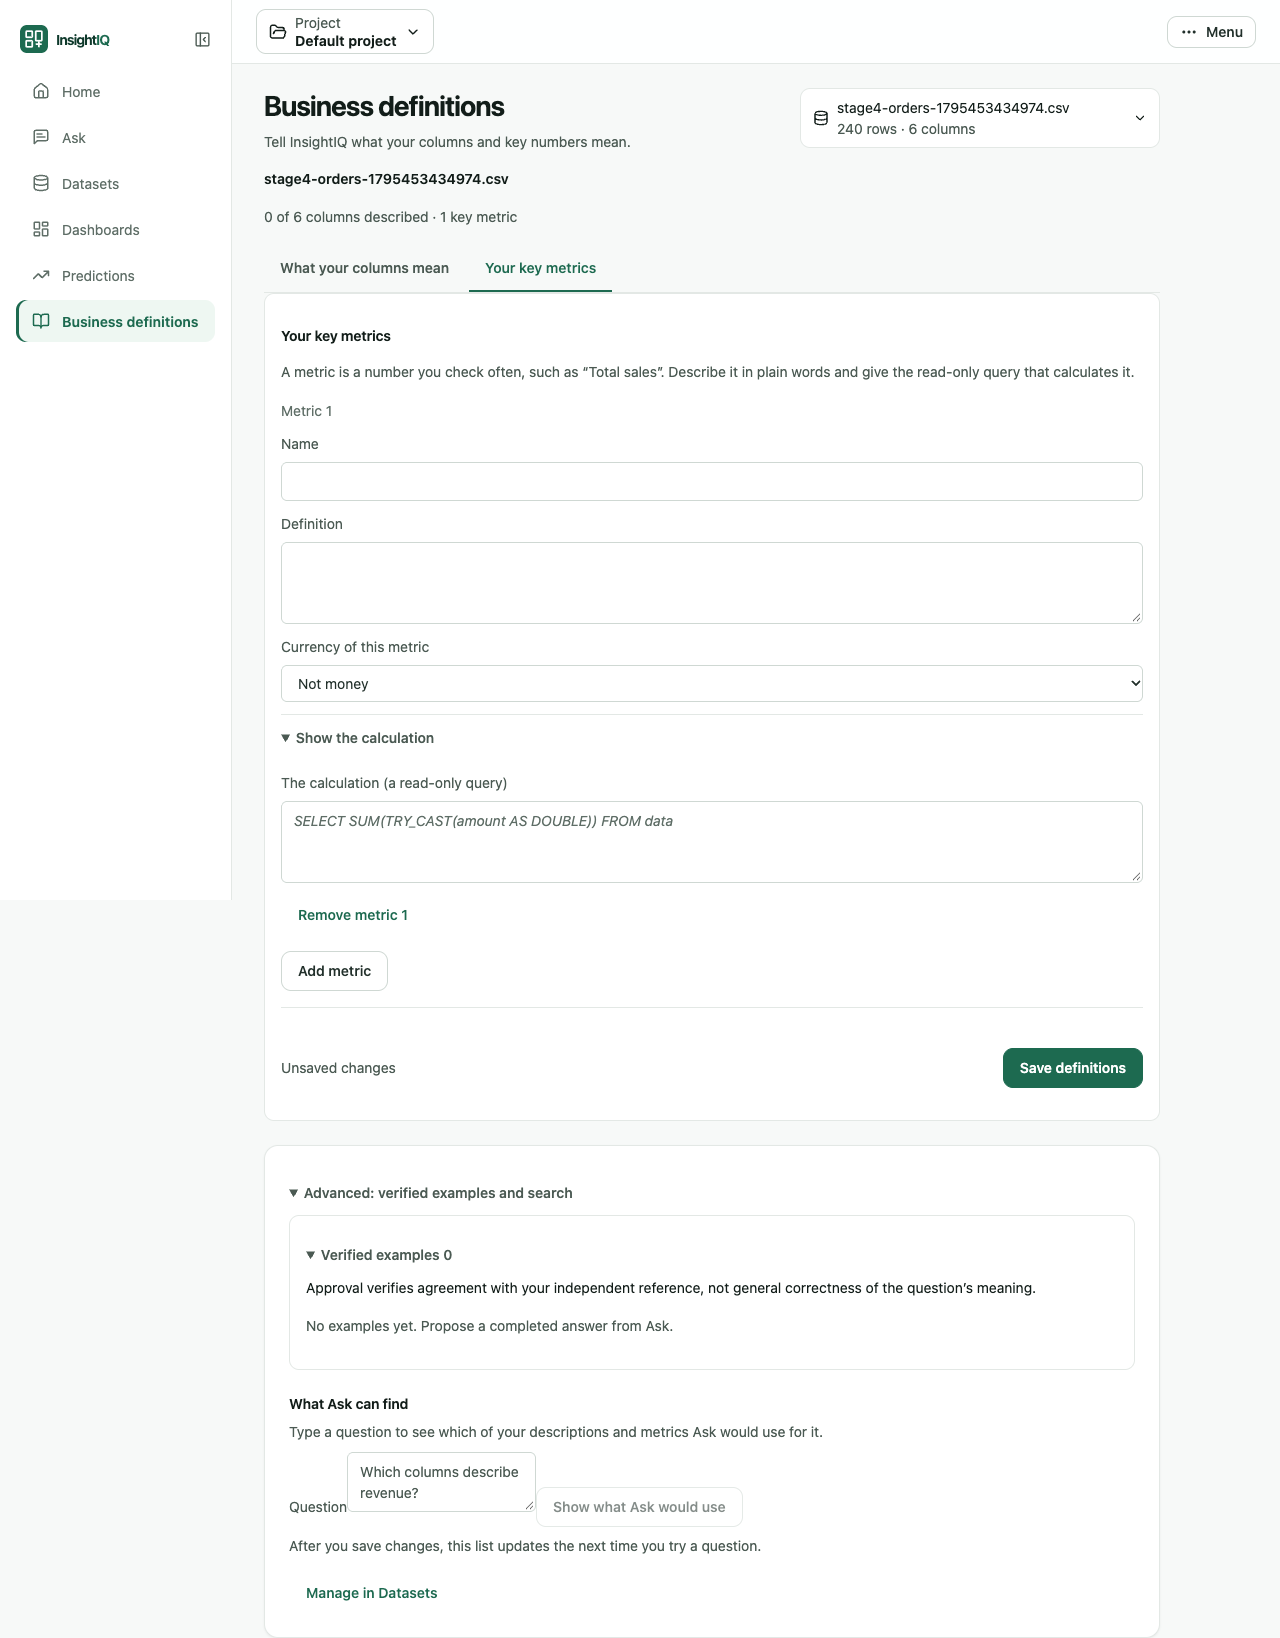 InsightIQ
Project
Default project
Menu
Home
Ask
Datasets
Dashboards
Predictions
Business definitions
Business definitions
Tell InsightIQ what your columns and key numbers mean.
stage4-orders-1795453434974.csv
240 rows · 6 columns
stage4-orders-1795453434974.csv
0 of 6 columns described · 1 key metric
What your columns mean
Your key metrics
Your key metrics
A metric is a number you check often, such as “Total sales”. Describe it in plain words and give the read-only query that calculates it.
Metric 1
Name
Definition
Currency of this metric
Not money
Show the calculation
The calculation (a read-only query)
SELECT SUM(TRY_CAST(amount AS DOUBLE)) FROM data
Remove metric 1
Add metric
Unsaved changes
Save definitions
Advanced: verified examples and search
Verified examples 0
Approval verifies agreement with your independent reference, not general correctness of the question’s meaning.
No examples yet. Propose a completed answer from Ask.
What Ask can find
Type a question to see which of your descriptions and metrics Ask would use for it.
Question
Which columns describe
revenue?
Show what Ask would use
After you save changes, this list updates the next time you try a question.
Manage in Datasets